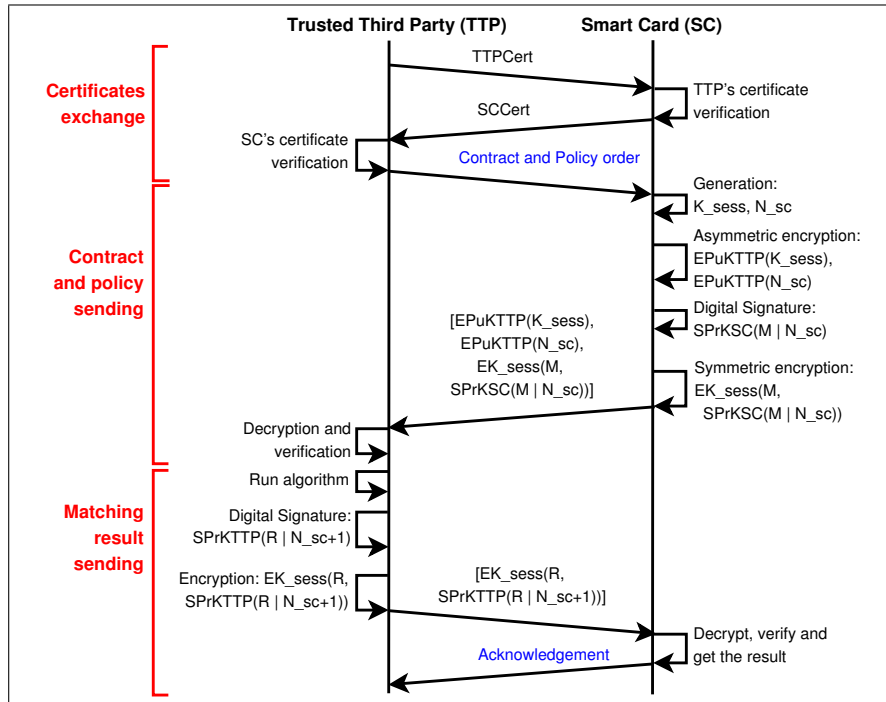 Trusted Third Party (TTP)
Smart Card (SC)
Certificates
exchange
TTPCert
TTP's certificate
verification
SCCert
SC's certificate
verification
Contract and Policy order
Contract
and policy
sending
Generation:
K_sess, N_sc
Asymmetric encryption:
EPuKTTP(K_sess),
EPuKTTP(N_sc)
Digital Signature:
SPrKSC(M | N_sc)
Symmetric encryption:
EK_sess(M,
SPrKSC(M | N_sc))
[EPuKTTP(K_sess),
EPuKTTP(N_sc),
EK_sess(M,
SPrKSC(M | N_sc))]
Decryption and
verification
Matching
result
sending
Run algorithm
Digital Signature:
SPrKTTP(R | N_sc+1)
Encryption: EK_sess(R,
SPrKTTP(R | N_sc+1))
[EK_sess(R,
SPrKTTP(R | N_sc+1))]
Decrypt, verify and
get the result
Acknowledgement